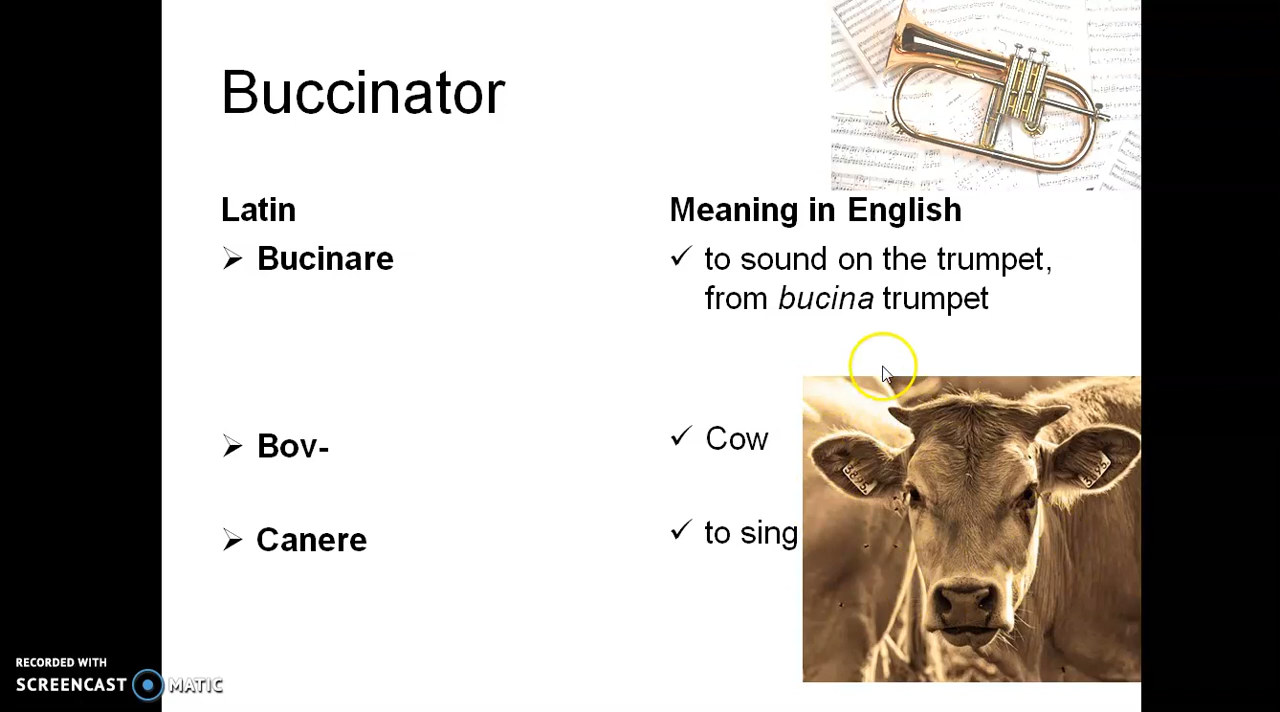 Buccinator
Latin
Meaning in English
➢ Bucinare
✓ to sound on the trumpet,
from bucina trumpet
➢ Bov-
✓ Cow
➢ Canere
✓ to sing
RECORDED WITH
SCREENCAST MATIC